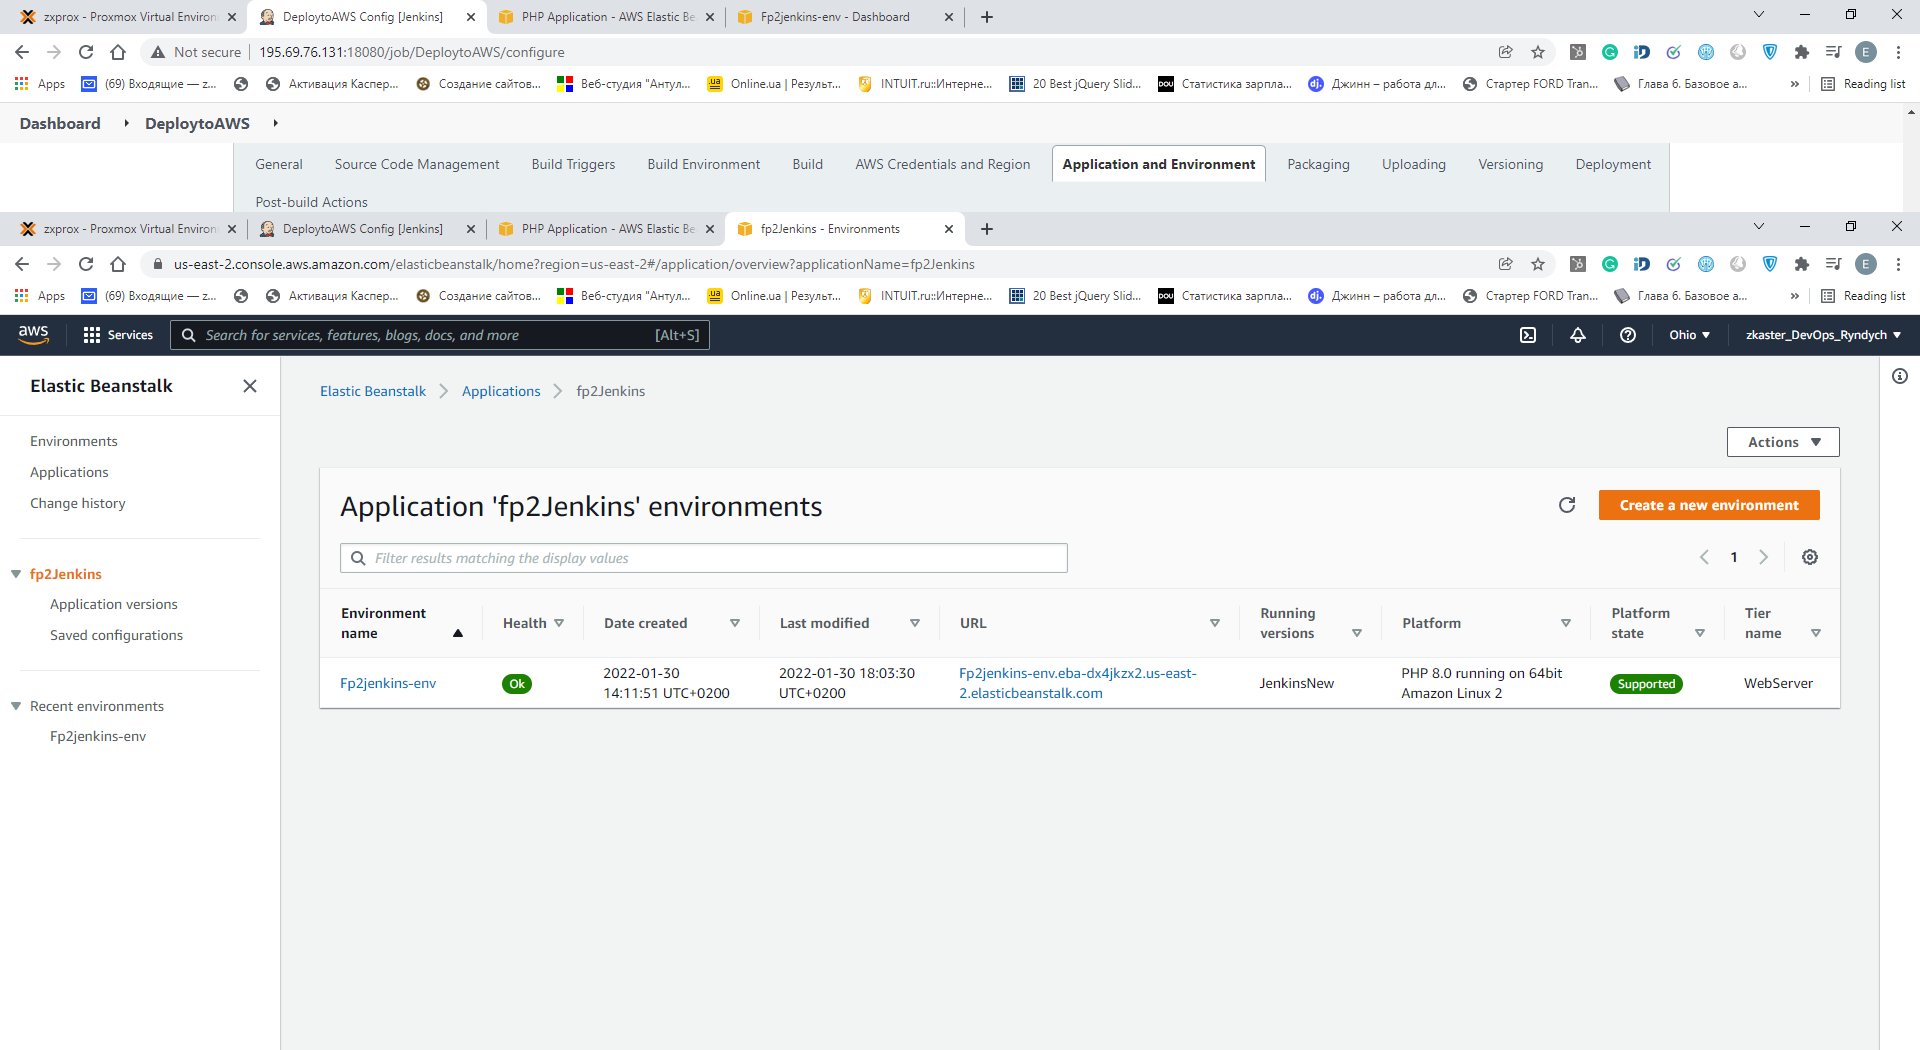 zxprox - Proxmox Virtual Environ
DeploytoAWS Config [Jenkins]
PHP Application - AWS Elastic Be
Fp2jenkins-env - Dashboard
Not secure
195.69.76.131:18080/job/DeploytoAWS/configure
E
Apps
(69) Входящие — z...
Активация Каспер...
Создание сайтов...
Веб-студия "Антул...
Online.ua | Результ...
INTUIT.ru::Интерне...
20 Best jQuery Slid...
DOU
Статистика зарпла...
dj.
Джинн – работа дл...
Стартер FORD Tran...
Глава 6. Базовое а...
»
Reading list
Dashboard
DeploytoAWS
General
Source Code Management
Build Triggers
Build Environment
Build
AWS Credentials and Region
Application and Environment
Packaging
Uploading
Versioning
Deployment
Post-build Actions
zxprox - Proxmox Virtual Environ
DeploytoAWS Config [Jenkins]
PHP Application - AWS Elastic Be
fp2Jenkins - Environments
us-east-2.console.aws.amazon.com/elasticbeanstalk/home?region=us-east-2#/application/overview?applicationName=fp2Jenkins
E
Apps
(69) Входящие — z...
Активация Каспер...
Создание сайтов...
Веб-студия "Антул...
Online.ua | Результ...
INTUIT.ru::Интерне...
20 Best jQuery Slid...
DOU
Статистика зарпла...
dj.
Джинн – работа дл...
Стартер FORD Tran...
Глава 6. Базовое а...
»
Reading list
aws
Services
Search for services, features, blogs, docs, and more
[Alt+S]
Ohio
zkaster_DevOps_Ryndych
Elastic Beanstalk
Environments
Applications
Change history
fp2Jenkins
Application versions
Saved configurations
Recent environments
Fp2jenkins-env
Elastic Beanstalk
Applications
fp2Jenkins
Actions
Application 'fp2Jenkins' environments
Create a new environment
Filter results matching the display values
1
Environment name
Health
Date created
Last modified
URL
Running versions
Platform
Platform state
Tier name
Fp2jenkins-env
Ok
2022-01-30
14:11:51 UTC+0200
2022-01-30 18:03:30
UTC+0200
Fp2jenkins-env.eba-dx4jkzx2.us-east-
2.elasticbeanstalk.com
JenkinsNew
PHP 8.0 running on 64bit
Amazon Linux 2
Supported
WebServer